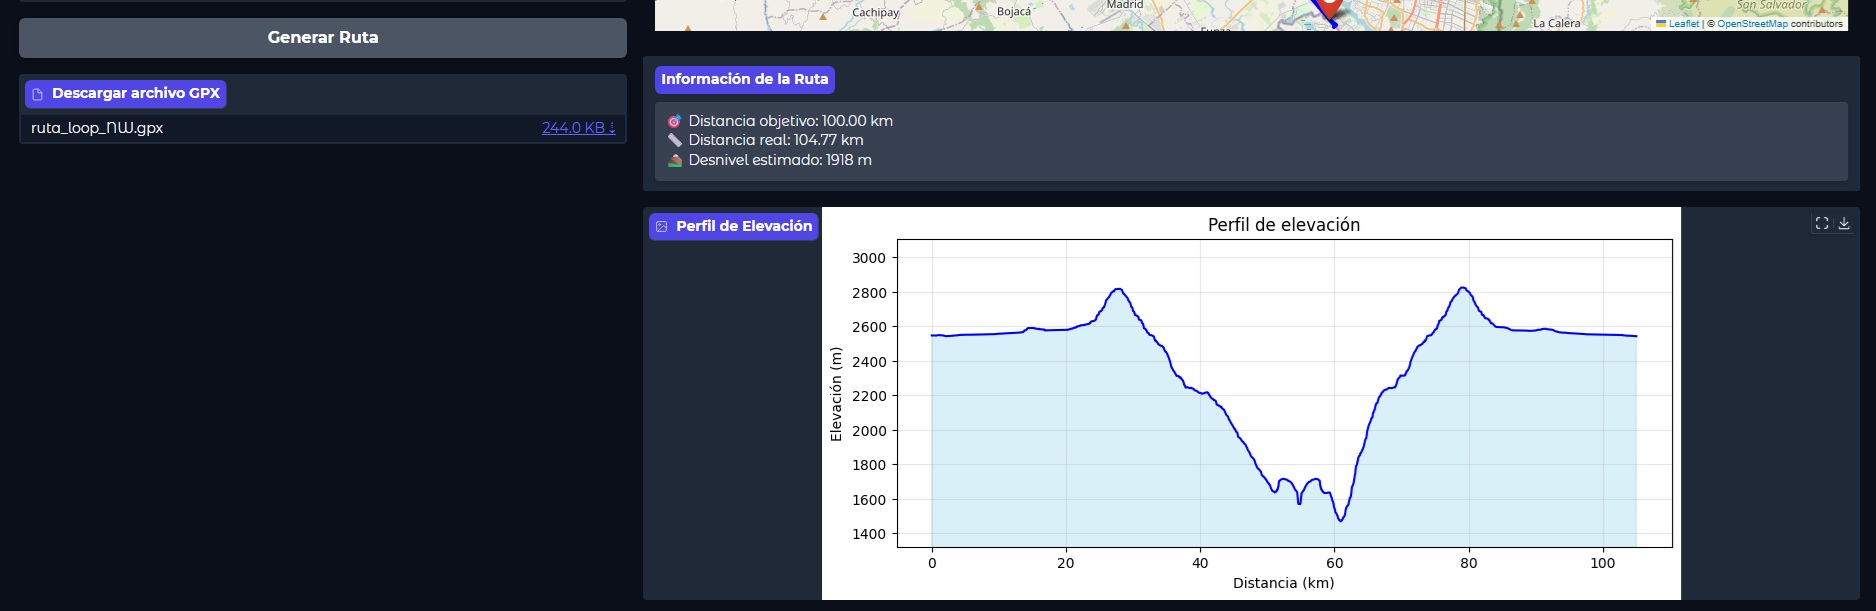 Generar Ruta
Descargar archivo GPX
ruta_loop_NW.gpx
244.0 KB ⇣
Cachipay
Bojacá
Madrid
San Salvador
La Calera
Leaflet | © OpenStreetMap contributors
Información de la Ruta
🎯 Distancia objetivo: 100.00 km
📏 Distancia real: 104.77 km
⛰️ Desnivel estimado: 1918 m
Perfil de Elevación
Perfil de elevación
3000
2800
2600
2400
2200
2000
1800
1600
1400
Elevación (m)
0 20 40 60 80 100
Distancia (km)